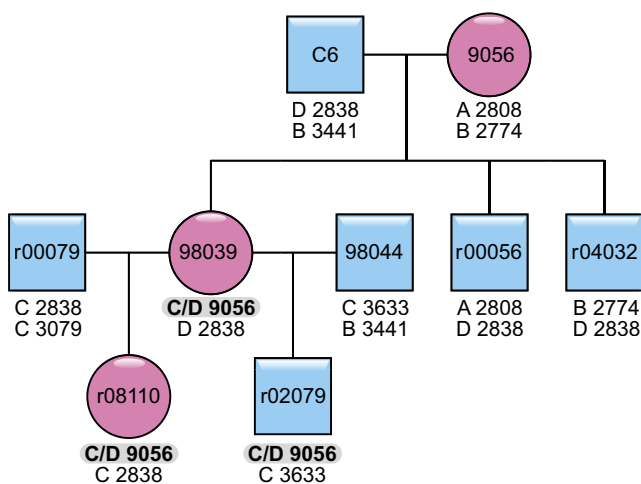 C6
9056
D 2838
B 3441
A 2808
B 2774
r00079
98039
98044
r00056
r04032
C 2838
C 3079
C/D 9056
D 2838
C 3633
B 3441
A 2808
D 2838
B 2774
D 2838
r08110
r02079
C/D 9056
C 2838
C/D 9056
C 3633